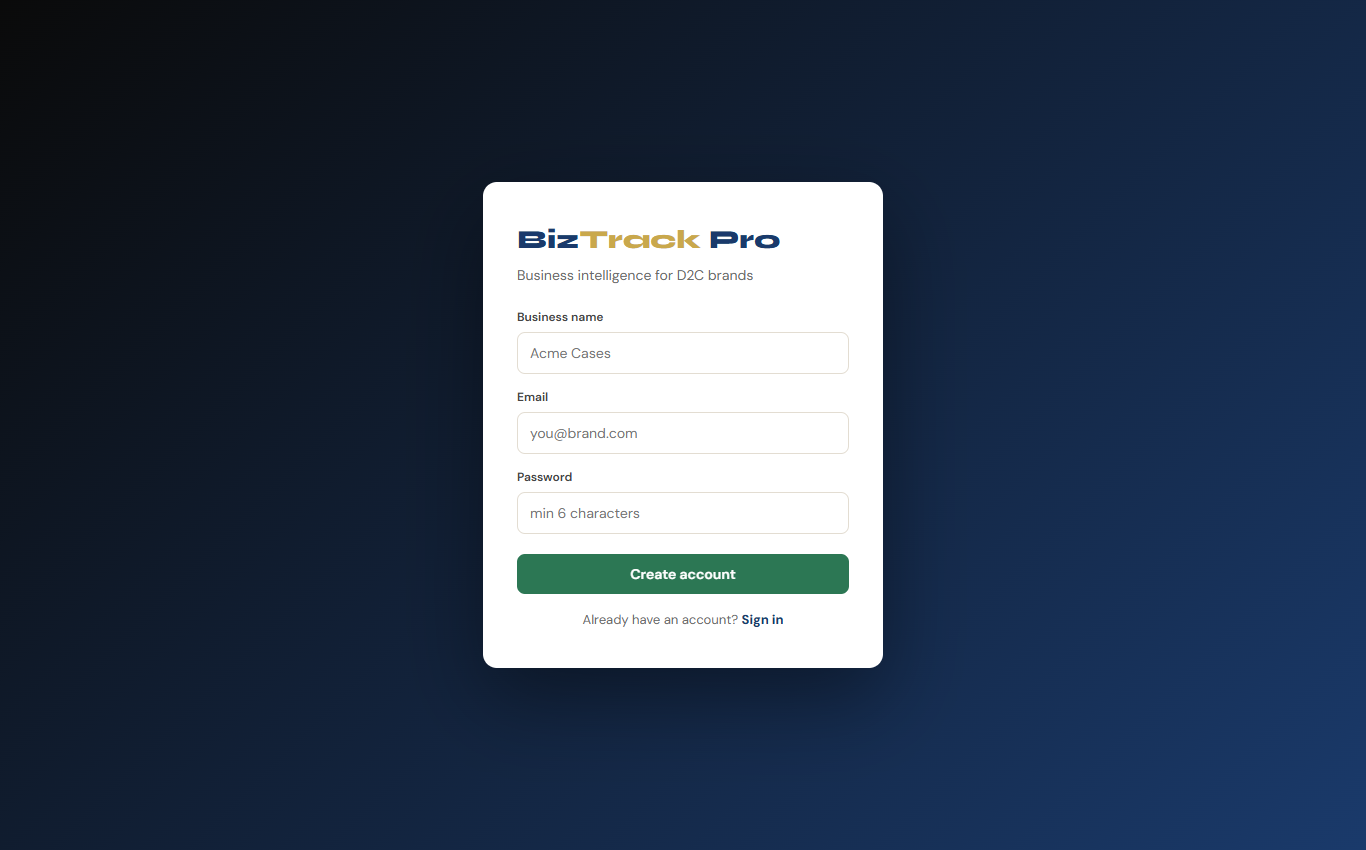 BizTrack Pro
Business intelligence for D2C brands
Business name
Acme Cases
Email
you@brand.com
Password
min 6 characters
Create account
Already have an account? Sign in